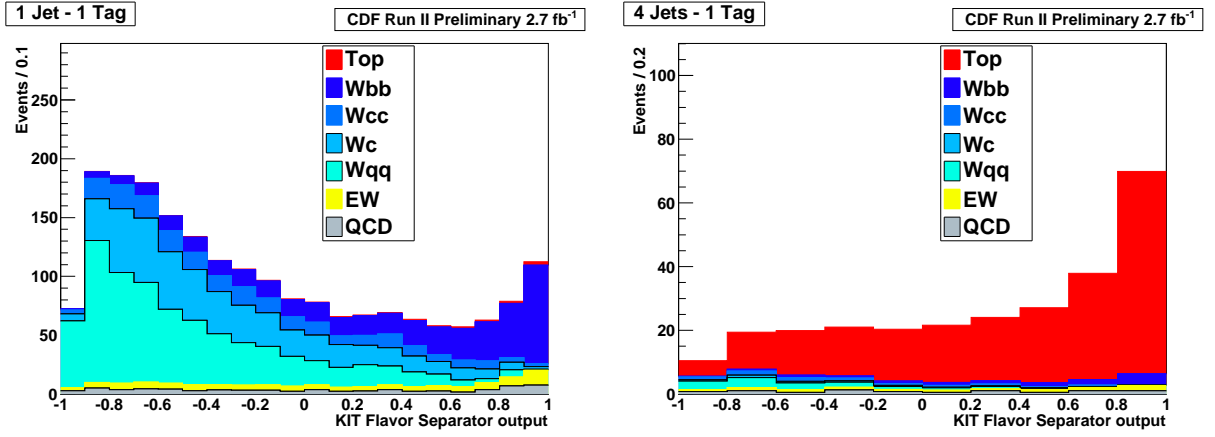 1 Jet - 1 Tag
CDF Run II Preliminary 2.7 fb⁻¹
Events / 0.1
250
200
150
100
50
0
Top
Wbb
Wcc
Wc
Wqq
EW
QCD
-1 -0.8 -0.6 -0.4 -0.2 0 0.2 0.4 0.6 0.8 1
KIT Flavor Separator output
4 Jets - 1 Tag
CDF Run II Preliminary 2.7 fb⁻¹
Events / 0.2
100
80
60
40
20
0
Top
Wbb
Wcc
Wc
Wqq
EW
QCD
-1 -0.8 -0.6 -0.4 -0.2 0 0.2 0.4 0.6 0.8 1
KIT Flavor Separator output